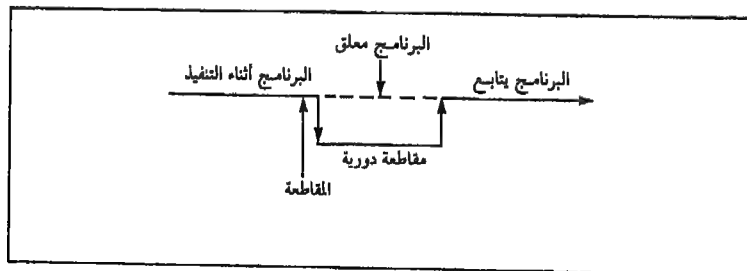 البرنامج معلق
البرنامج أثناء التنفيذ
البرنامج يتابع
مقاطعة دورية
المقاطعة